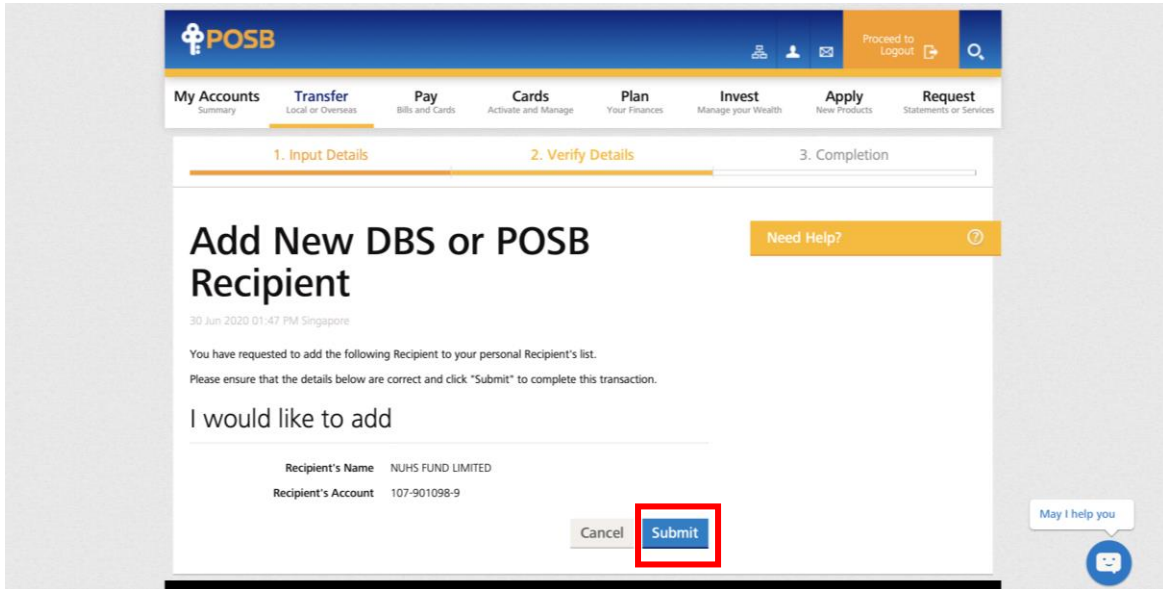 POSB
Proceed to
Logout
My Accounts Transfer Pay Cards Plan Invest Apply Request
Summary Local or Overseas Bills and Cards Activate and Manage Your Finances Manage your Wealth New Products Statements or Services
1. Input Details 2. Verify Details 3. Completion
Add New DBS or POSB
Recipient
Need Help?
30 Jun 2020 01:47 PM Singapore
You have requested to add the following Recipient to your personal Recipient's list.
Please ensure that the details below are correct and click "Submit" to complete this transaction.
I would like to add
Recipient's Name NUHS FUND LIMITED
Recipient's Account 107-901098-9
Cancel Submit
May I help you